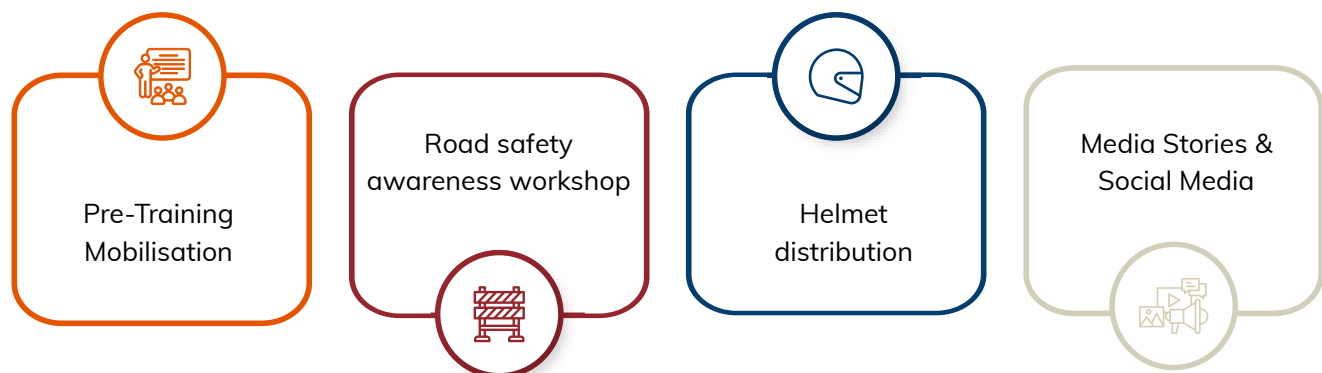 Pre-Training
Mobilisation
Road safety
awareness workshop
Helmet
distribution
Media Stories &
Social Media